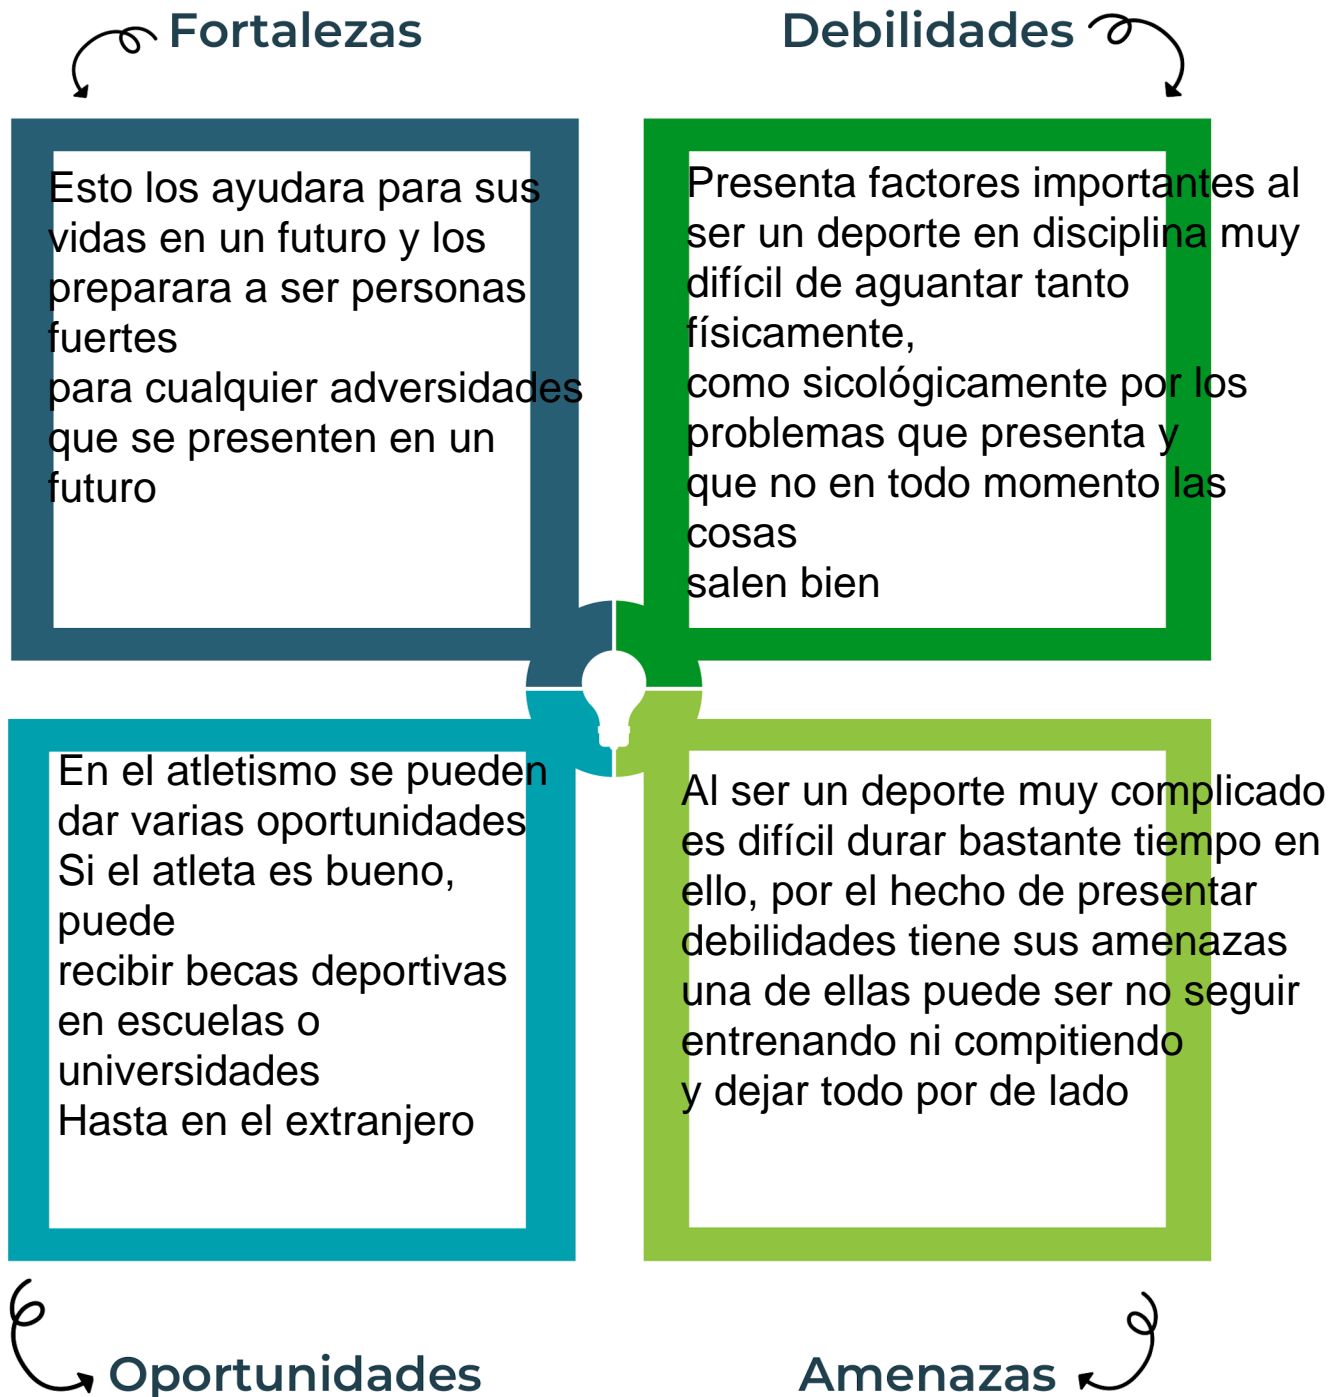 Fortalezas
Esto los ayudara para sus
vidas en un futuro y los
preparara a ser personas
fuertes
para cualquier adversidades
que se presenten en un
futuro
Debilidades
Presenta factores importantes al
ser un deporte en disciplina muy
difícil de aguantar tanto
físicamente,
como sicológicamente por los
problemas que presenta y
que no en todo momento las
cosas
salen bien
En el atletismo se pueden
dar varias oportunidades
Si el atleta es bueno,
puede
recibir becas deportivas
en escuelas o
universidades
Hasta en el extranjero
Oportunidades
Al ser un deporte muy complicado
es difícil durar bastante tiempo en
ello, por el hecho de presentar
debilidades tiene sus amenazas
una de ellas puede ser no seguir
entrenando ni compitiendo
y dejar todo por de lado
Amenazas